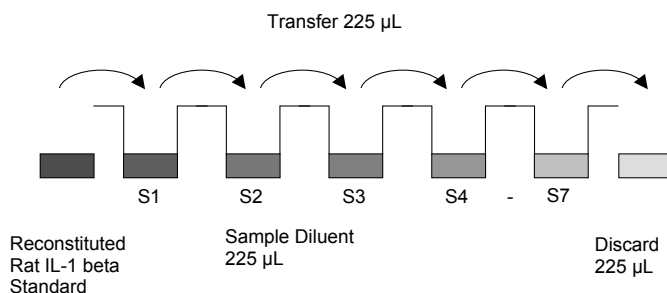 Transfer 225 µL
S1 S2 S3 S4 - S7
Reconstituted
Rat IL-1 beta
Standard
Sample Diluent
225 µL
Discard
225 µL